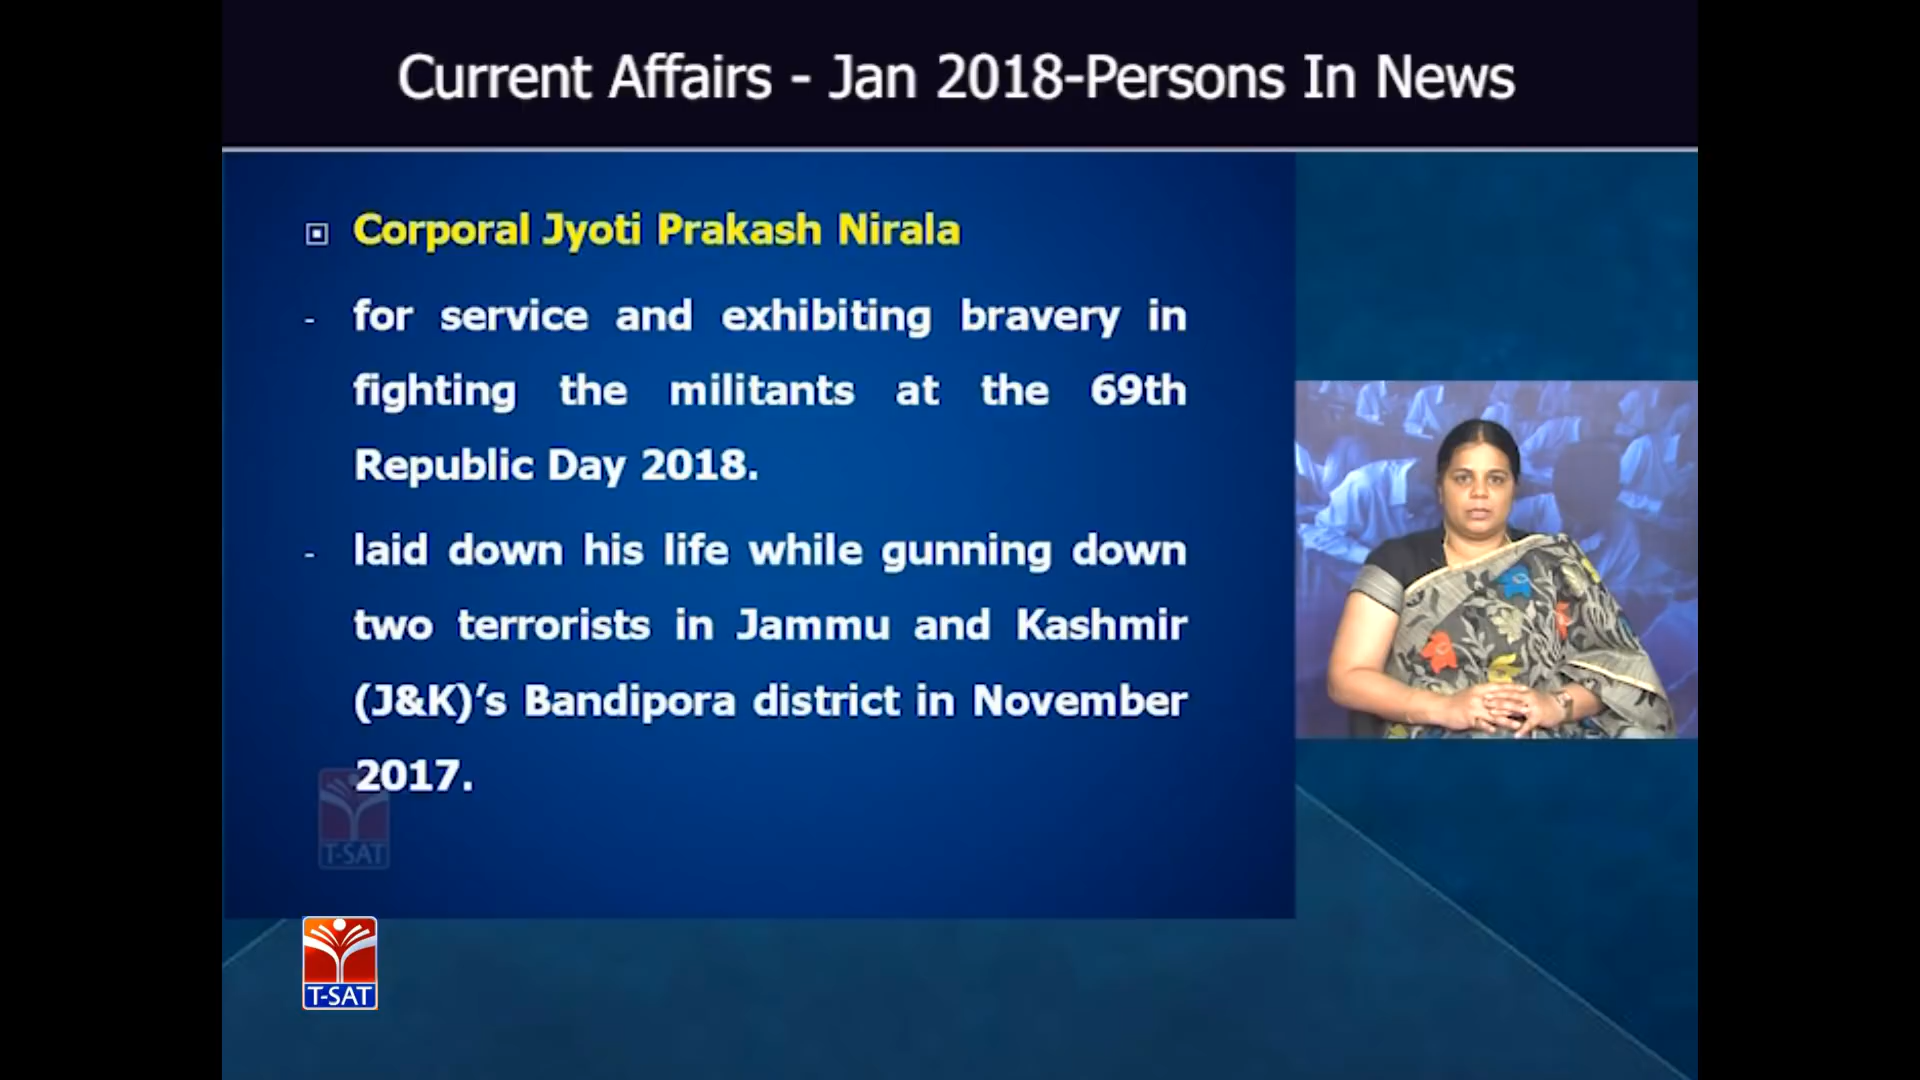 Current Affairs - Jan 2018-Persons In News
Corporal Jyoti Prakash Nirala
- for service and exhibiting bravery in
fighting the militants at the 69th
Republic Day 2018.
- laid down his life while gunning down
two terrorists in Jammu and Kashmir
(J&K)’s Bandipora district in November
2017.
T-SAT
T-SAT